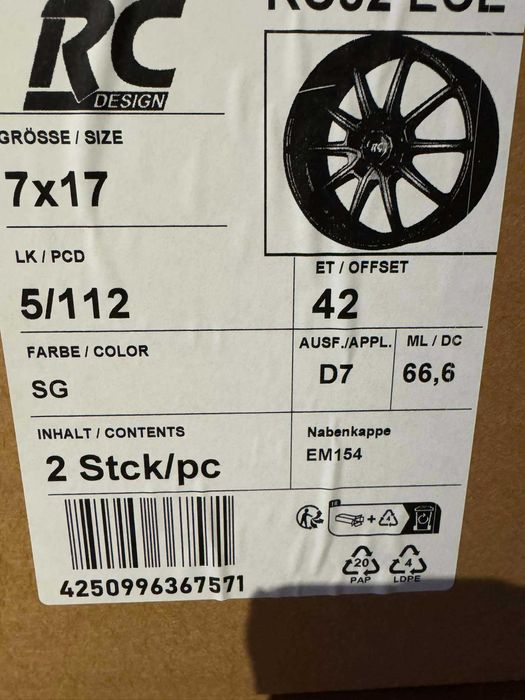 RC
DESIGN
RC
GRÖSSE / SIZE
7x17
LK / PCD
5/112
ET / OFFSET
42
FARBE / COLOR
SG
AUSF./APPL.
D7
ML / DC
66,6
INHALT / CONTENTS
2 Stck/pc
Nabenkappe
EM154
4250996367571
20
PAP
4
LDPE